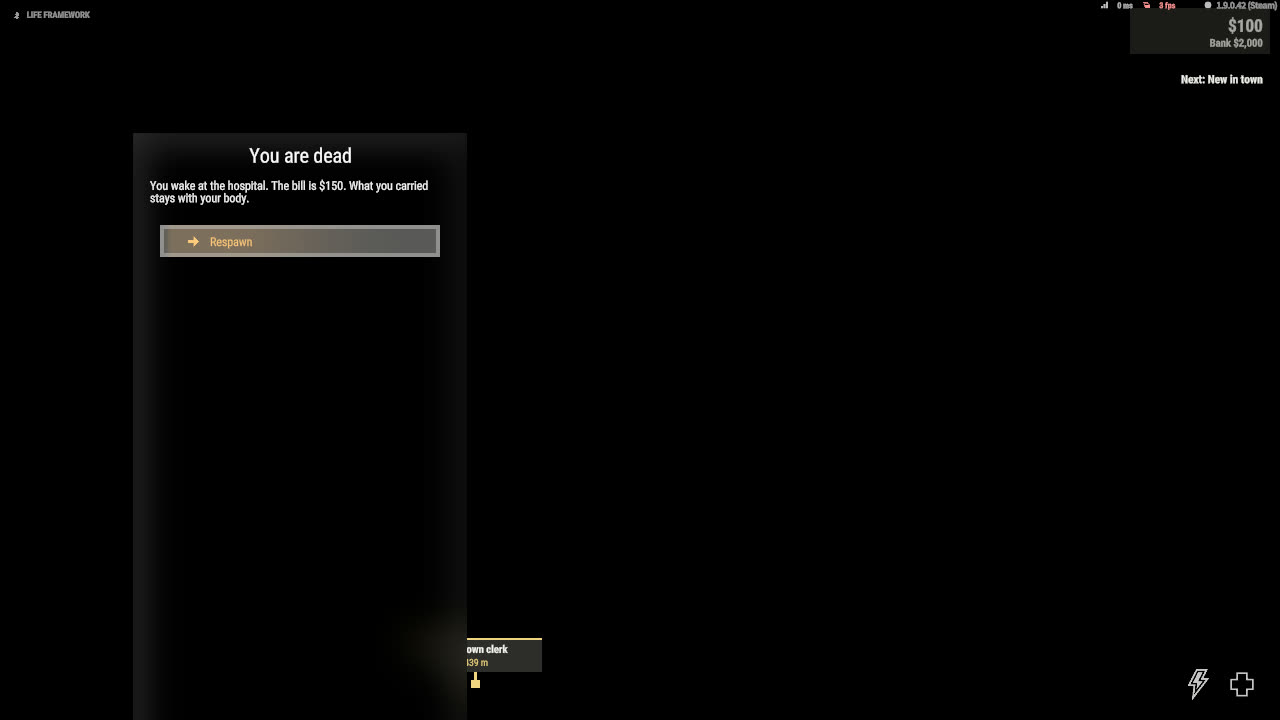 LIFE FRAMEWORK
0 ms 3 fps 1.9.0.42 (Steam)
$100
Bank $2,000
Next: New in town
You are dead
You wake at the hospital. The bill is $150. What you carried
stays with your body.
Respawn
own clerk
439 m